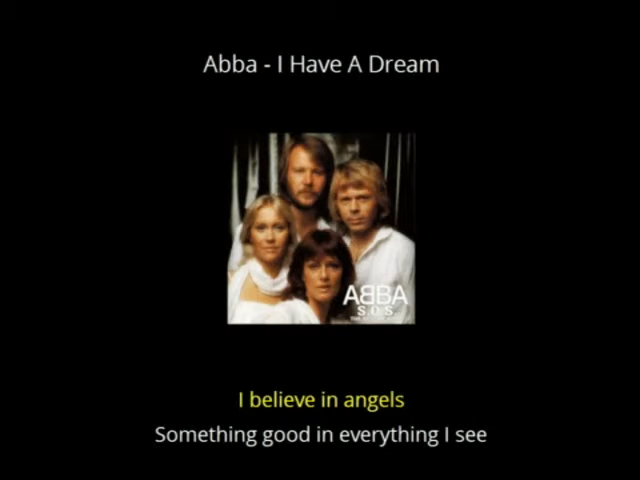 Abba - I Have A Dream
ABBA
S.O.S.
I believe in angels
Something good in everything I see